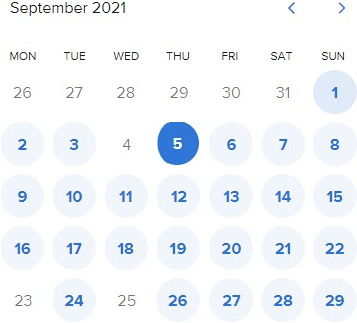 September 2021
MON TUE WED THU FRI SAT SUN
26 27 28 29 30 31 1
2 3 4 5 6 7 8
9 10 11 12 13 14 15
16 17 18 19 20 21 22
23 24 25 26 27 28 29